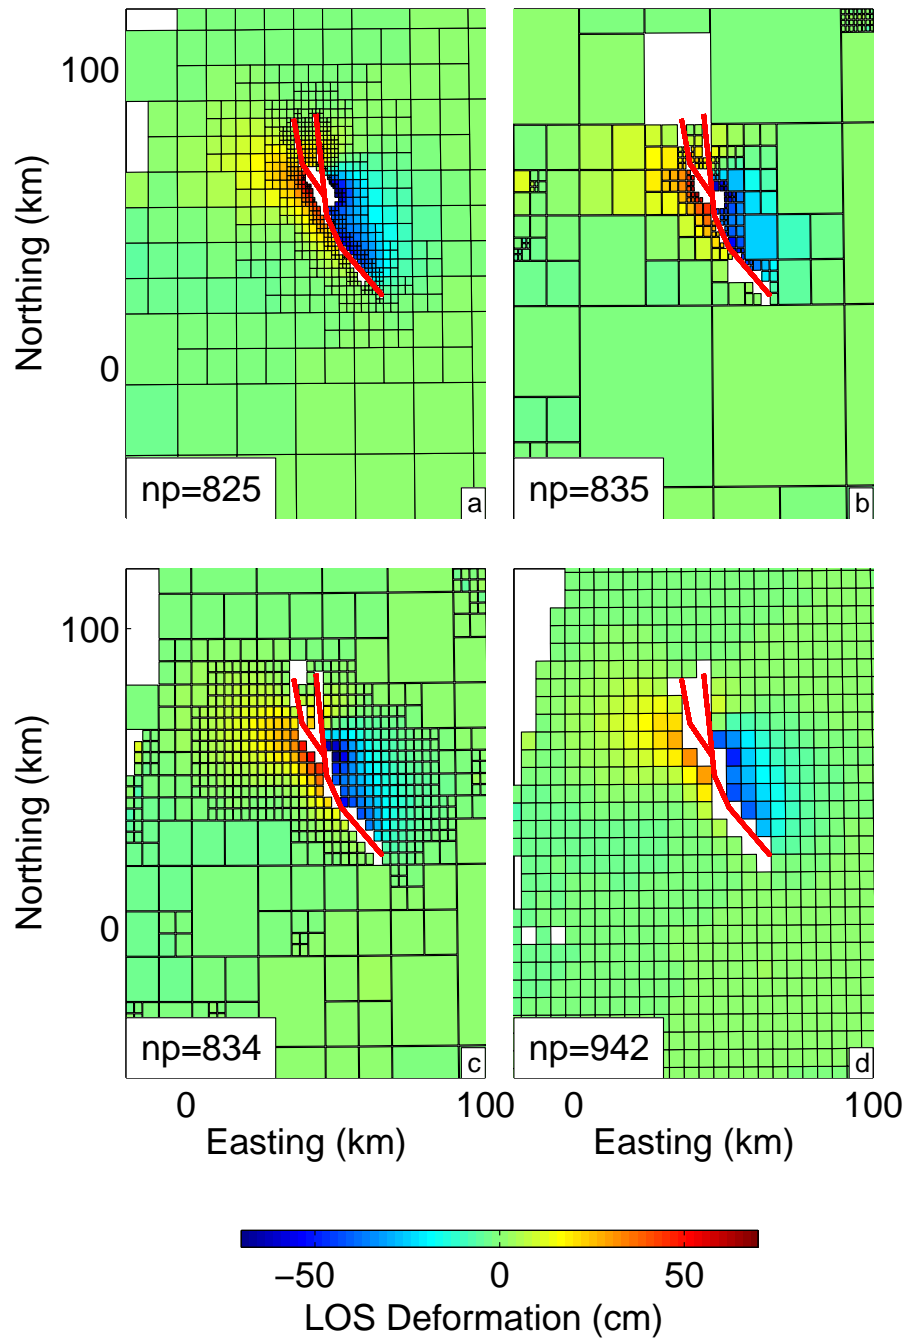 100
Northing (km)
0
np=825
a
np=835
b
100
Northing (km)
0
np=834
c
np=942
d
0
100
0
100
Easting (km)
Easting (km)
−50
0
50
LOS Deformation (cm)